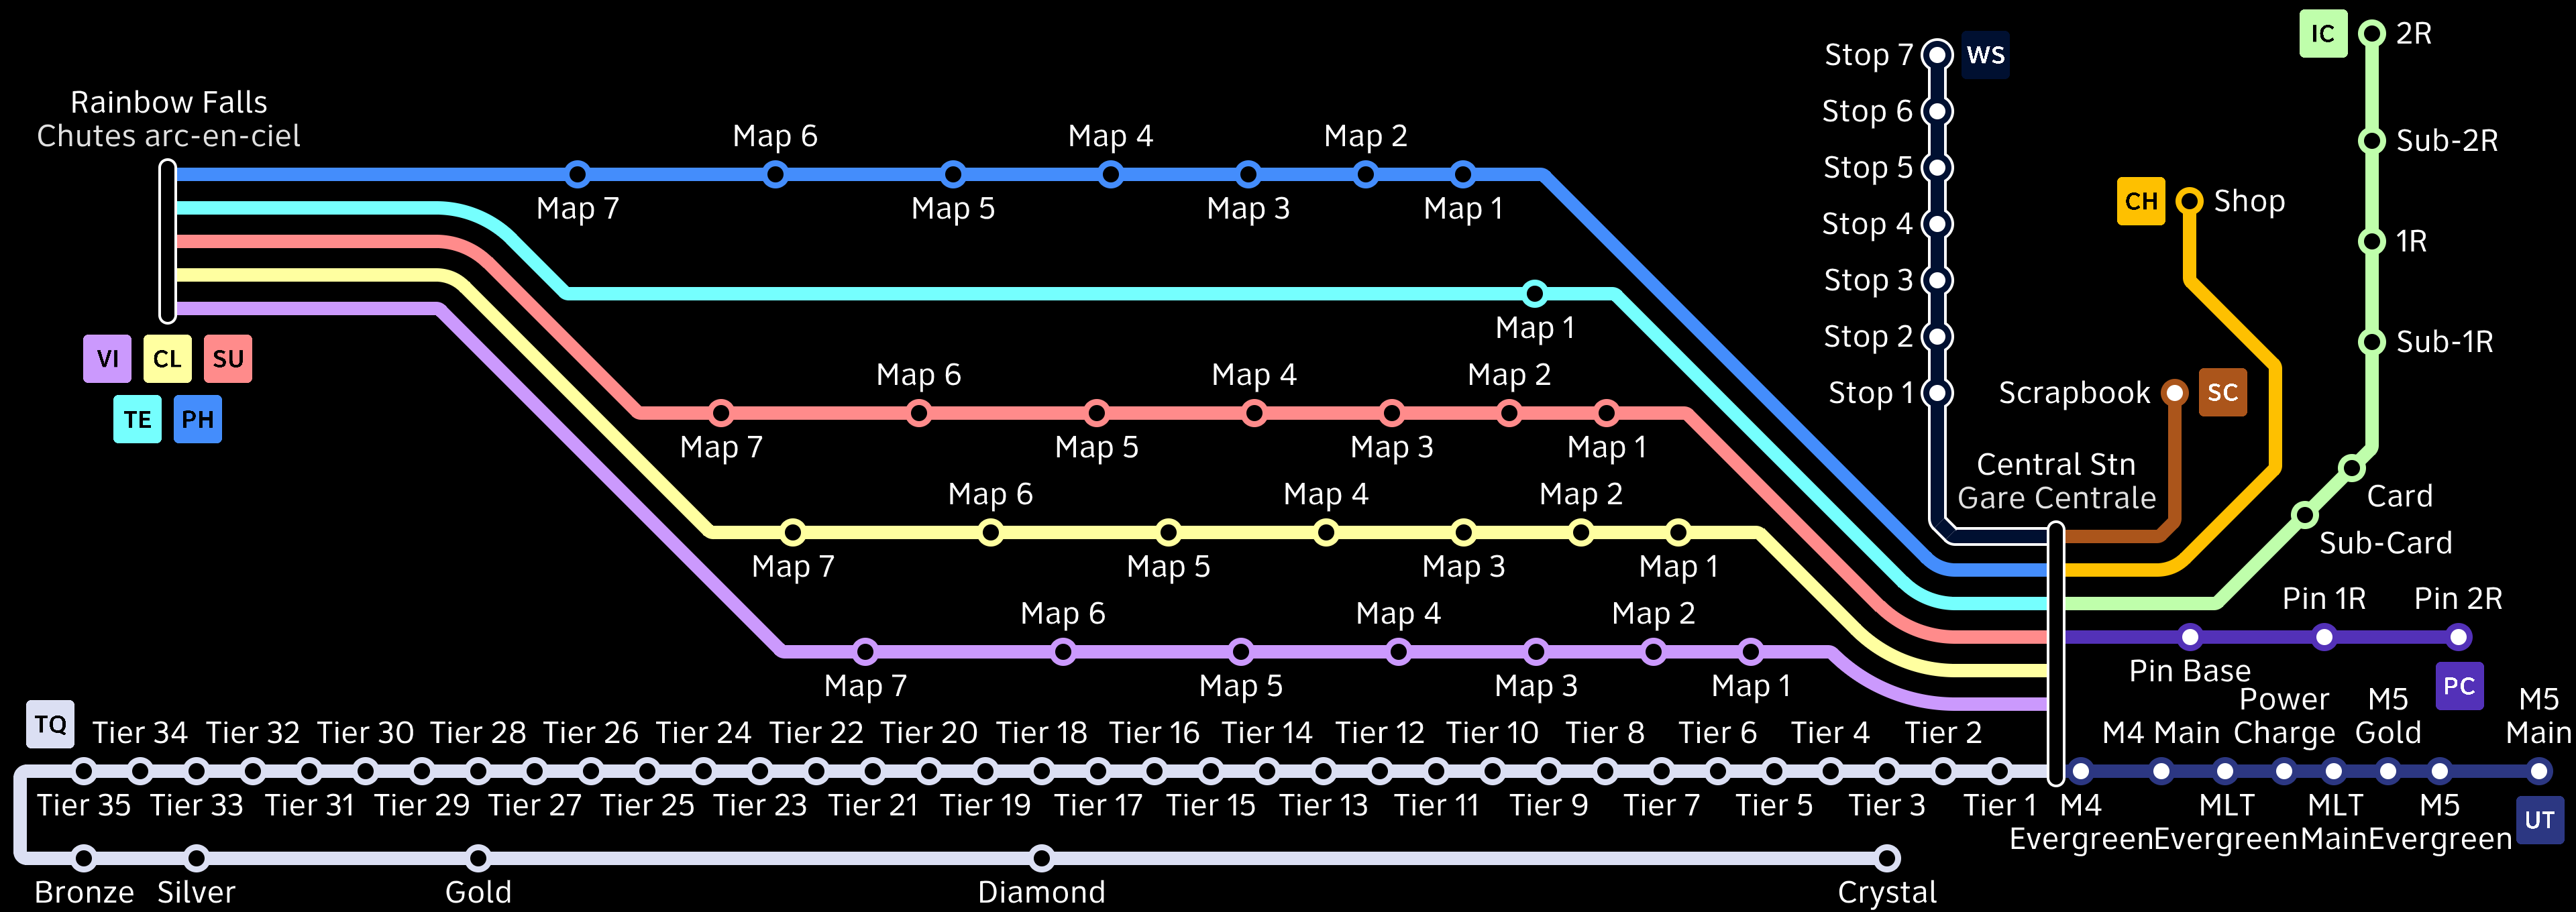 Rainbow Falls
Chutes arc-en-ciel
VI
CL
SU
TE
PH
Map 6
Map 4
Map 2
Map 7
Map 5
Map 3
Map 1
Map 1
Map 6
Map 4
Map 2
Map 7
Map 5
Map 3
Map 1
Map 6
Map 4
Map 2
Map 7
Map 5
Map 3
Map 1
Map 6
Map 4
Map 2
Map 7
Map 5
Map 3
Map 1
Stop 7
WS
Stop 6
Stop 5
Stop 4
Stop 3
Stop 2
Stop 1
IC
2R
Sub-2R
1R
Sub-1R
Card
Sub-Card
CH
Shop
Scrapbook
SC
Central Stn
Gare Centrale
Pin 1R
Pin 2R
Pin Base
PC
TQ
Tier 34
Tier 32
Tier 30
Tier 28
Tier 26
Tier 24
Tier 22
Tier 20
Tier 18
Tier 16
Tier 14
Tier 12
Tier 10
Tier 8
Tier 6
Tier 4
Tier 2
Tier 35
Tier 33
Tier 31
Tier 29
Tier 27
Tier 25
Tier 23
Tier 21
Tier 19
Tier 17
Tier 15
Tier 13
Tier 11
Tier 9
Tier 7
Tier 5
Tier 3
Tier 1
M4 Main
Power
Charge
M5
Gold
M5
Main
M4
Evergreen
MLT
Evergreen
MLT
Main
M5
Evergreen
UT
Bronze
Silver
Gold
Diamond
Crystal